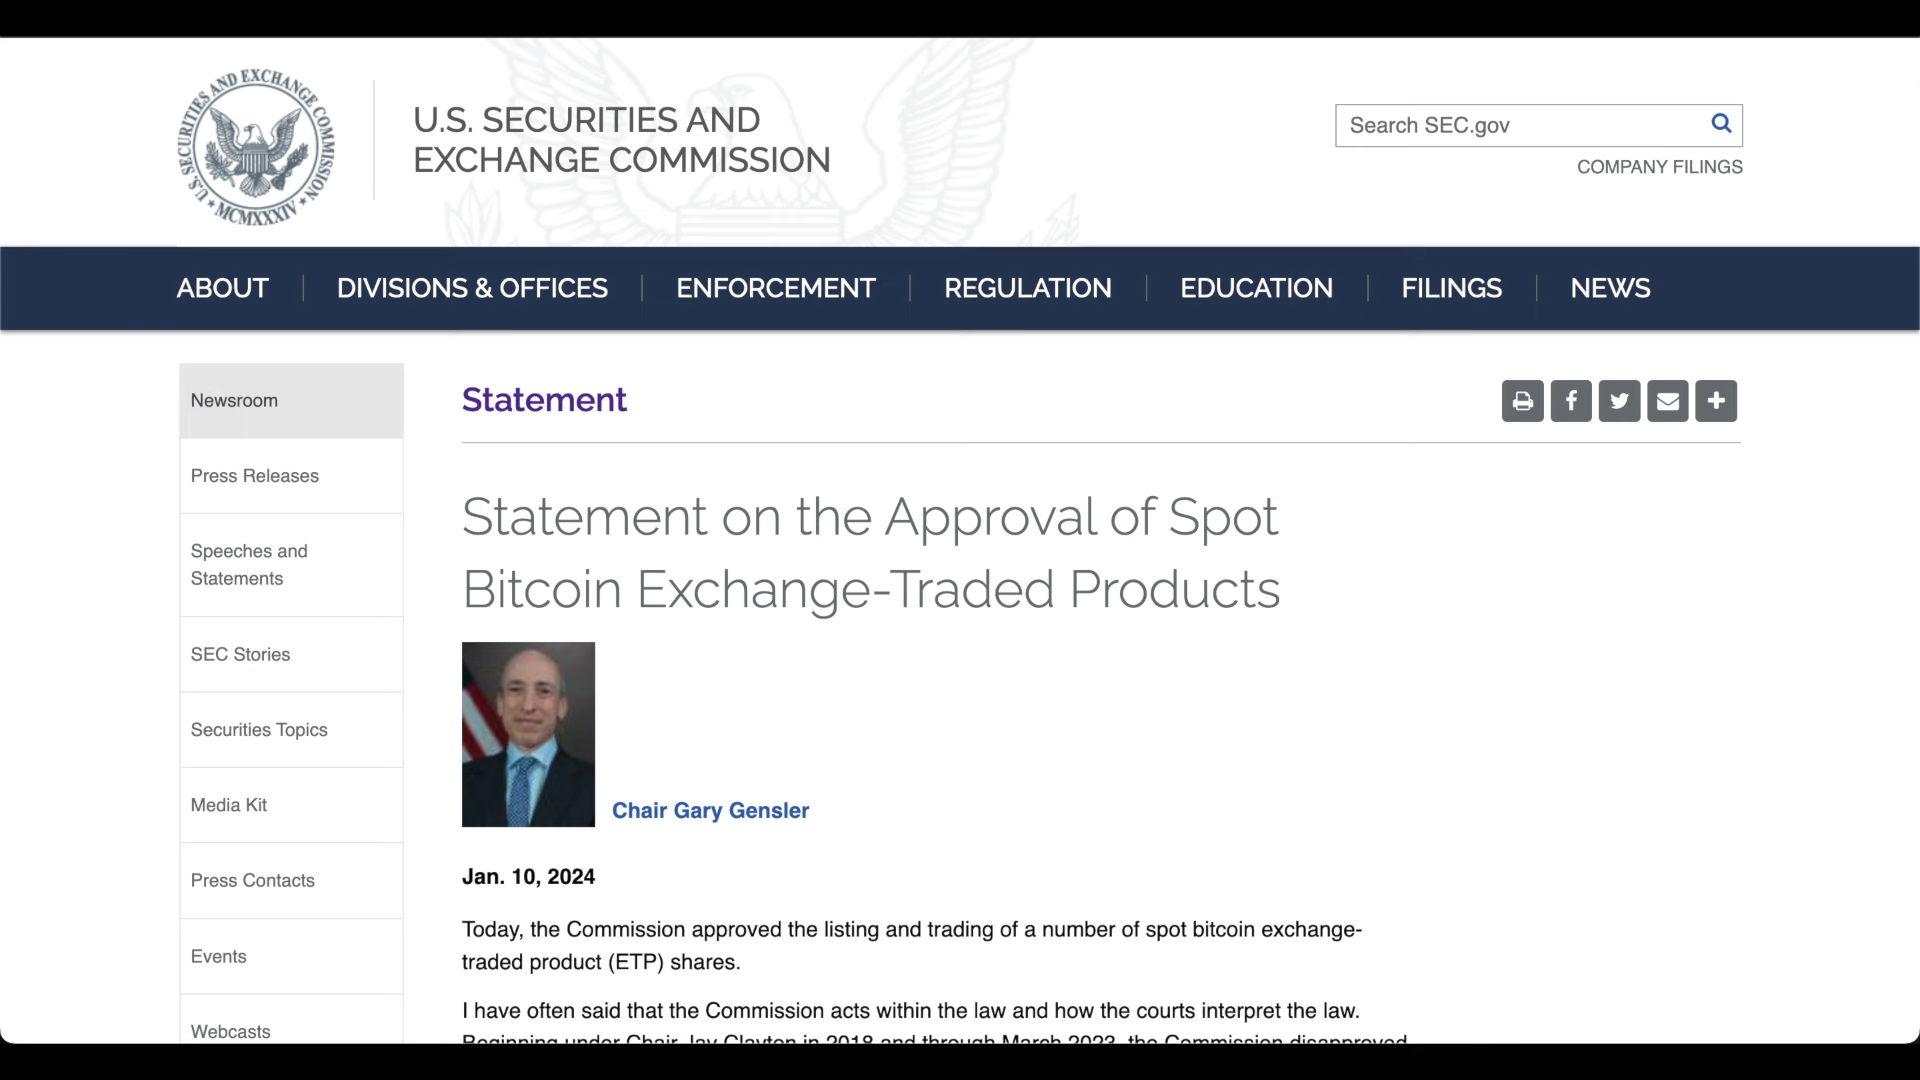 U.S. SECURITIES AND EXCHANGE COMMISSION
MCMXXXIV
U.S. SECURITIES AND
EXCHANGE COMMISSION
Search SEC.gov
COMPANY FILINGS
ABOUT
DIVISIONS & OFFICES
ENFORCEMENT
REGULATION
EDUCATION
FILINGS
NEWS
Newsroom
Press Releases
Speeches and
Statements
SEC Stories
Securities Topics
Media Kit
Press Contacts
Events
Webcasts
Statement
Statement on the Approval of Spot
Bitcoin Exchange-Traded Products
Chair Gary Gensler
Jan. 10, 2024
Today, the Commission approved the listing and trading of a number of spot bitcoin exchange-
traded product (ETP) shares.
I have often said that the Commission acts within the law and how the courts interpret the law.
Beginning under Chair Jay Clayton in 2018 and through March 2023, the Commission disapproved